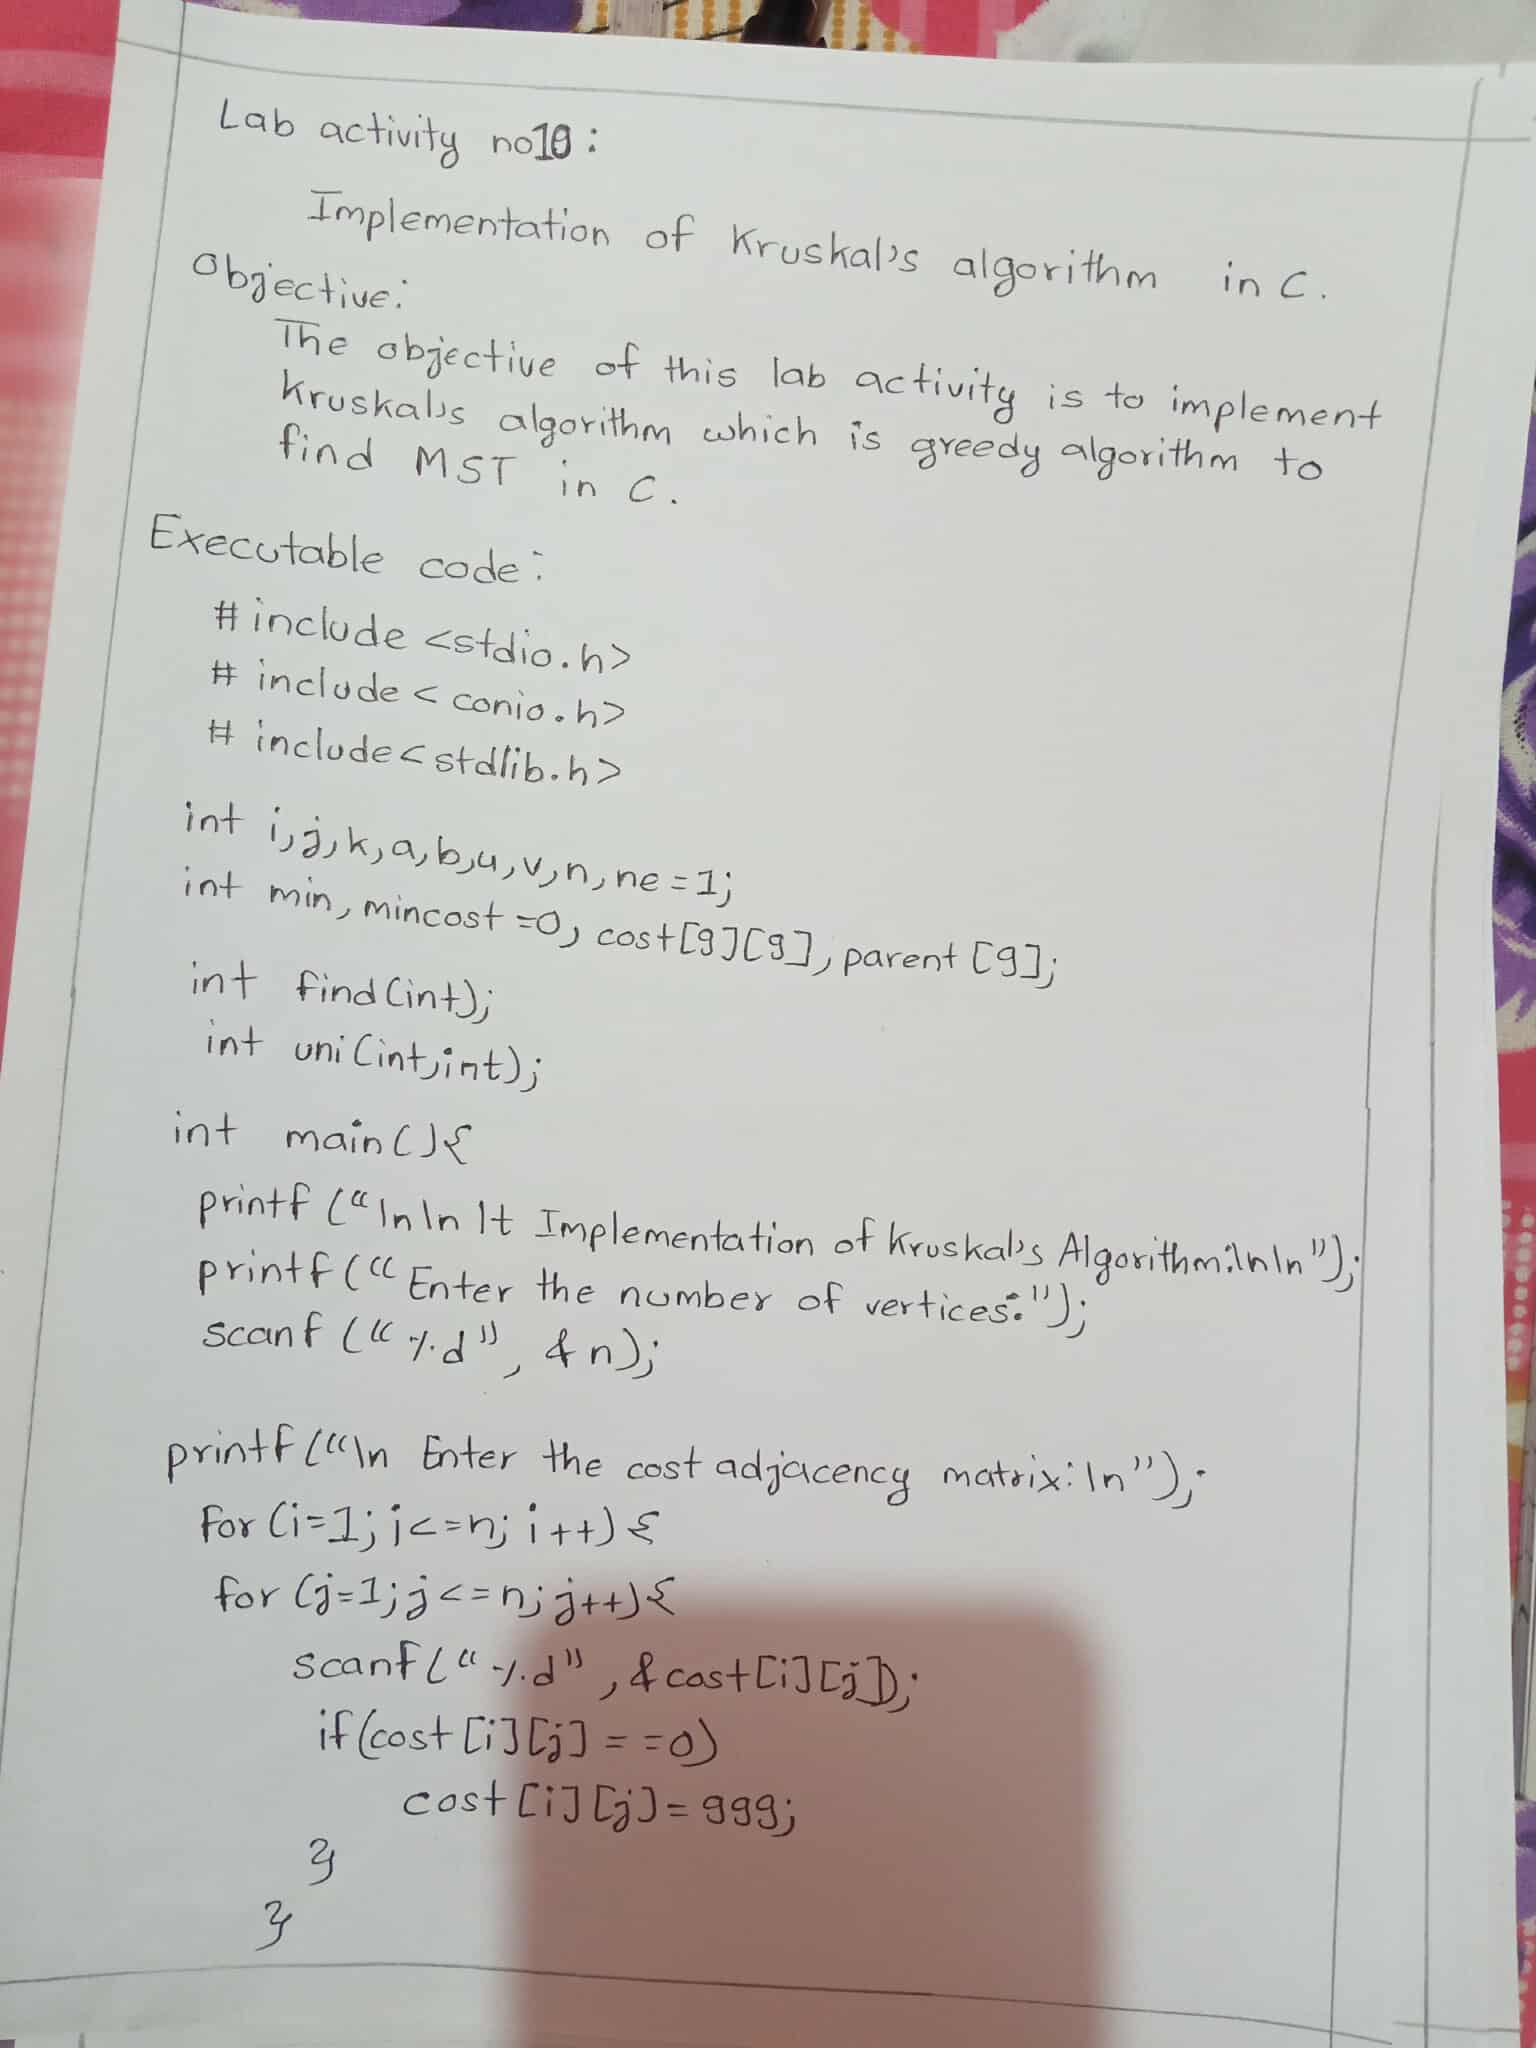 Lab activity no10:
Implementation of Kruskal's algorithm in C.
Objective:
The objective of this lab activity is to implement
Kruskal's algorithm which is greedy algorithm to
find MST in C.
Executable code:
# include <stdio.h>
# include < conio.h>
# include<stdlib.h>
int i,j,k,a,b,u,v,n,ne=1;
int min, mincost=0, cost[9][9], parent [9];
int find(int);
int uni(int,int);
int main(){
printf ("\n\n \t Implementation of Kruskal's Algorithm:\n\n");
printf ("Enter the number of vertices:");
scanf ("%d", &n);
printf("\n Enter the cost adjacency matrix:\n");
for (i=1; i<=n; i++) {
for (j=1; j<=n; j++){
scanf("%d", &cost[i][j]);
if(cost[i][j]==0)
cost[i][j]=999;
}
}